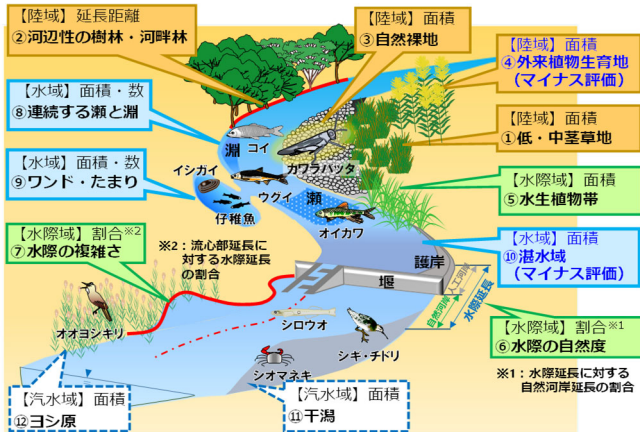 【陸域】延長距離
②河辺性の樹林・河畔林
【陸域】面積
③自然裸地
【陸域】面積
④外来植物生育地
（マイナス評価）
【水域】面積・数
⑧連続する瀬と淵
【陸域】面積
①低・中茎草地
淵
コイ
カワラバッタ
【水域】面積・数
⑨ワンド・たまり
イシガイ
ウグイ
瀬
仔稚魚
オイカワ
【水際域】面積
⑤水生植物帯
【水際域】割合※2
⑦水際の複雑さ
※2：流心部延長に
対する水際延長
の割合
【水域】面積
⑩湛水域
（マイナス評価）
護岸
堰
人工河岸
自然河岸
水際延長
オオヨシキリ
シロウオ
シキ・チドリ
シオマネキ
【水際域】割合※1
⑥水際の自然度
※1：水際延長に対する
自然河岸延長の割合
【汽水域】面積
⑫ヨシ原
【汽水域】面積
⑪干潟